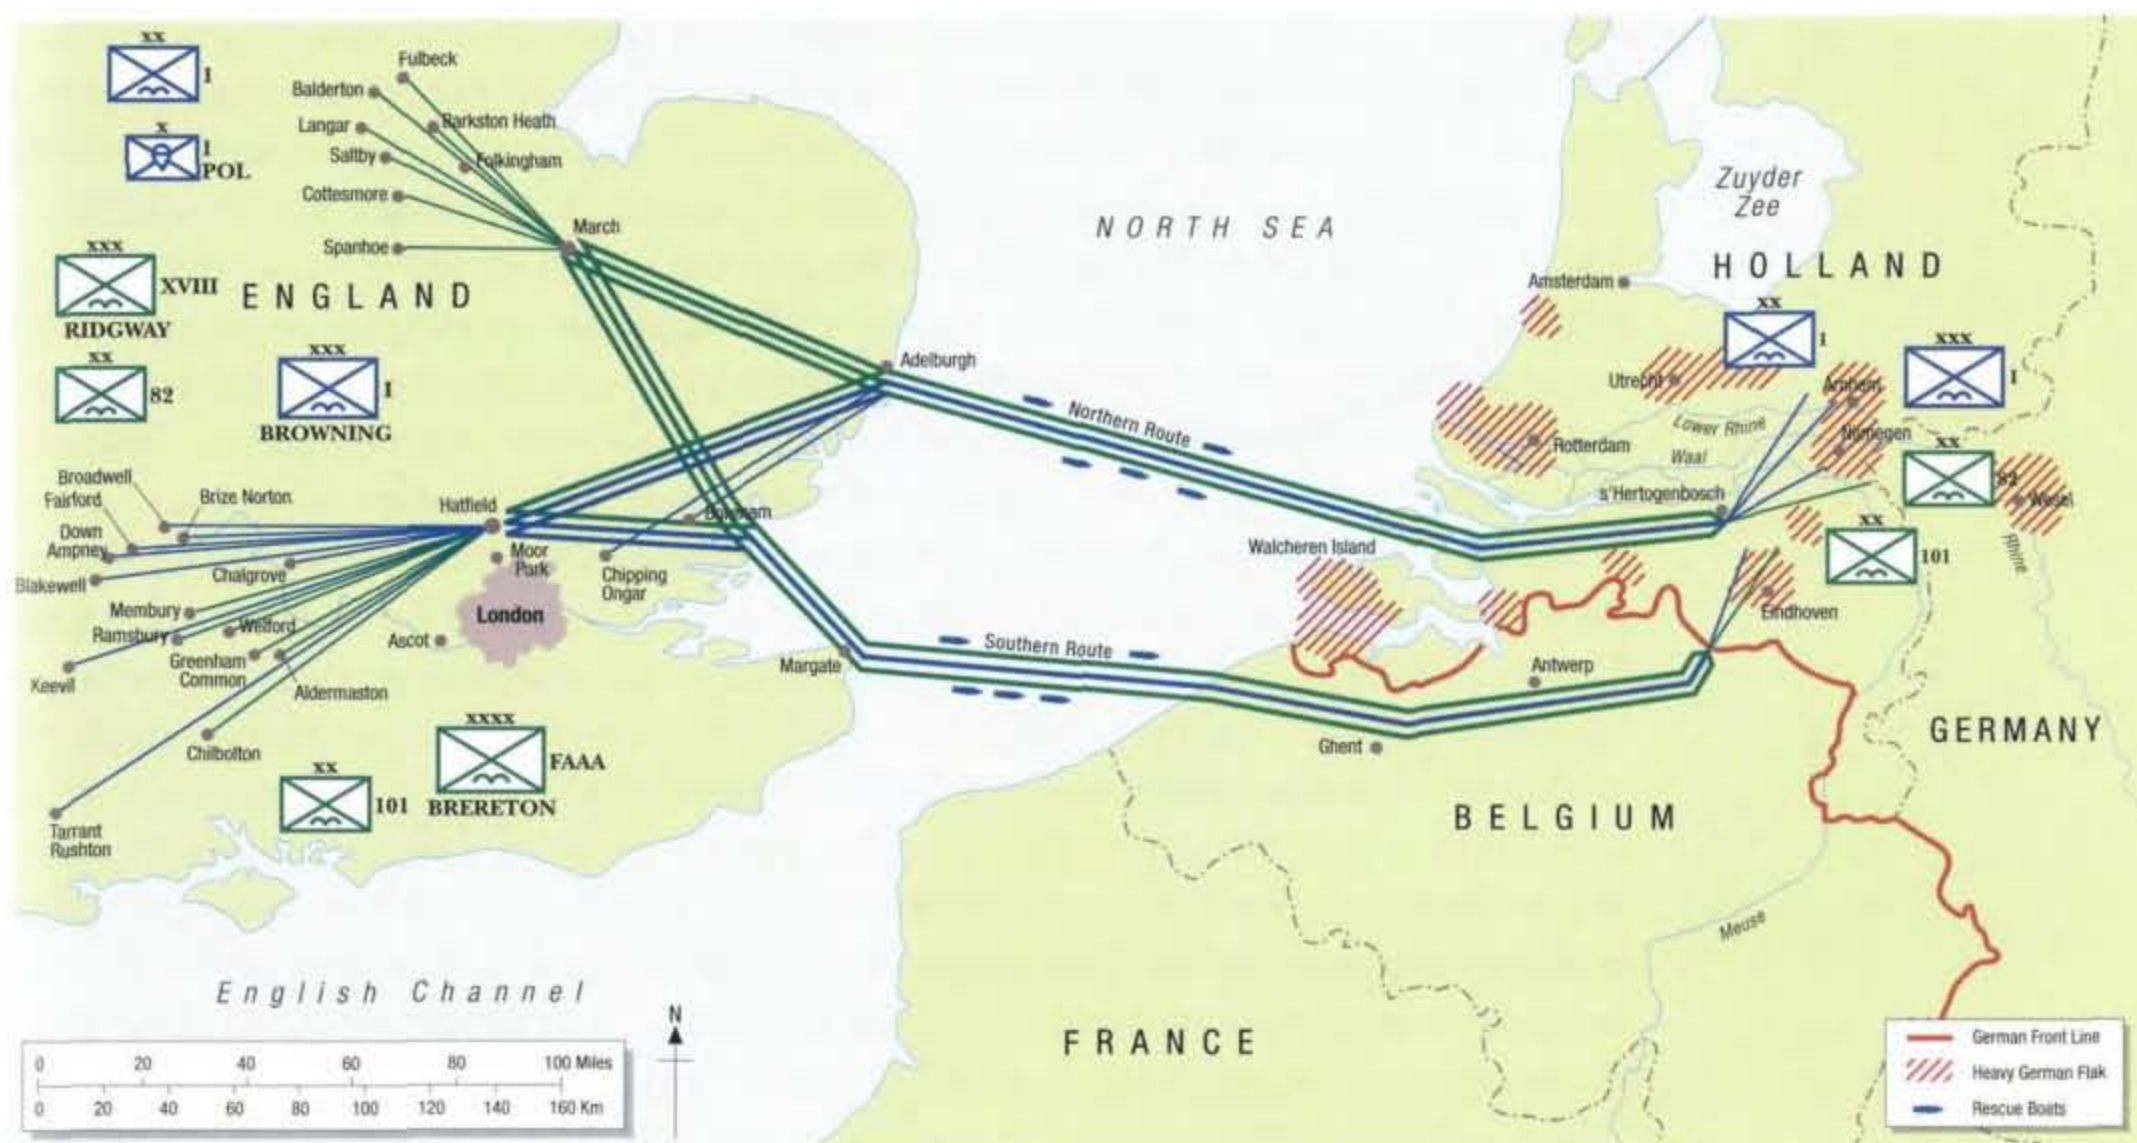 xx
I
x
I
POL
xxx
XVIII
RIDGWAY
xx
82
xxx
I
BROWNING
ENGLAND
Fulbeck
Balderton
Barkston Heath
Langar
Saltby
Folkingham
Cottesmore
Spanhoe
March
Adelburgh
NORTH SEA
Northern Route
Zuyder
Zee
HOLLAND
Amsterdam
xx
1
xxx
I
Utrecht
Arnhem
Lower Rhine
Rotterdam
Nijmegen
Waal
s'Hertogenbosch
xx
82
Wesel
Rhine
xx
101
Walcheren Island
Eindhoven
Broadwell
Fairford
Brize Norton
Down
Ampney
Blakewell
Chalgrove
Hatfield
Moor
Park
Boreham
Chipping
Ongar
London
Membury
Ramsbury
Welford
Keevil
Greenham
Common
Aldermaston
Ascot
Chilbolton
Tarrant
Rushton
Margate
Southern Route
Antwerp
Ghent
xx
101
xxxx
FAAA
BRERETON
GERMANY
BELGIUM
Meuse
FRANCE
English Channel
N
0 20 40 60 80 100 Miles
0 20 40 60 80 100 120 140 160 Km
German Front Line
Heavy German Flak
Rescue Boats